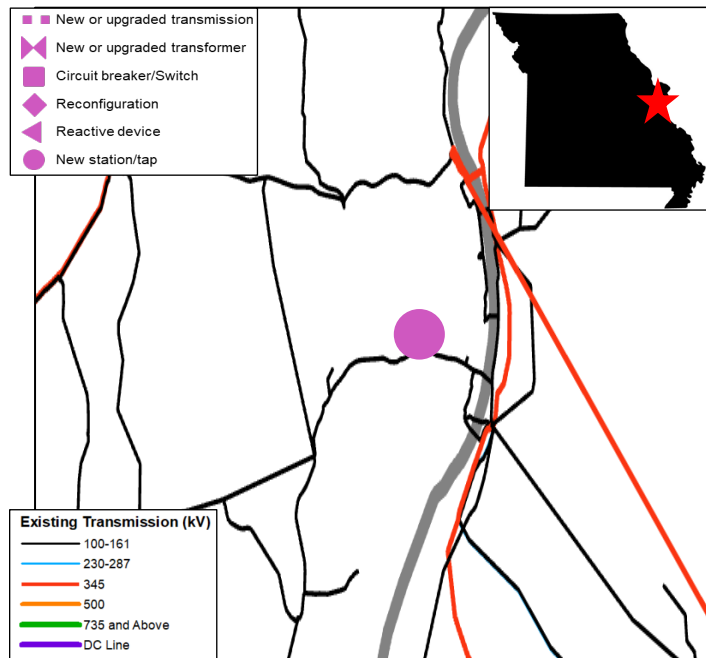 New or upgraded transmission
New or upgraded transformer
Circuit breaker/Switch
Reconfiguration
Reactive device
New station/tap
Existing Transmission (kV)
100-161
230-287
345
500
735 and Above
DC Line